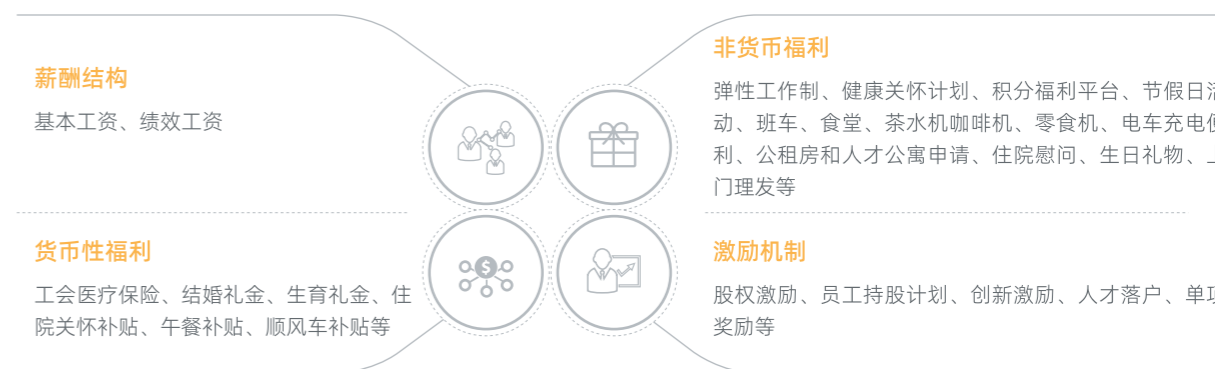 薪酬结构
基本工资、绩效工资
非货币福利
弹性工作制、健康关怀计划、积分福利平台、节假日活
动、班车、食堂、茶水机咖啡机、零食机、电车充电便
利、公租房和人才公寓申请、住院慰问、生日礼物、上
门理发等
货币性福利
工会医疗保险、结婚礼金、生育礼金、住
院关怀补贴、午餐补贴、顺风车补贴等
激励机制
股权激励、员工持股计划、创新激励、人才落户、单项
奖励等